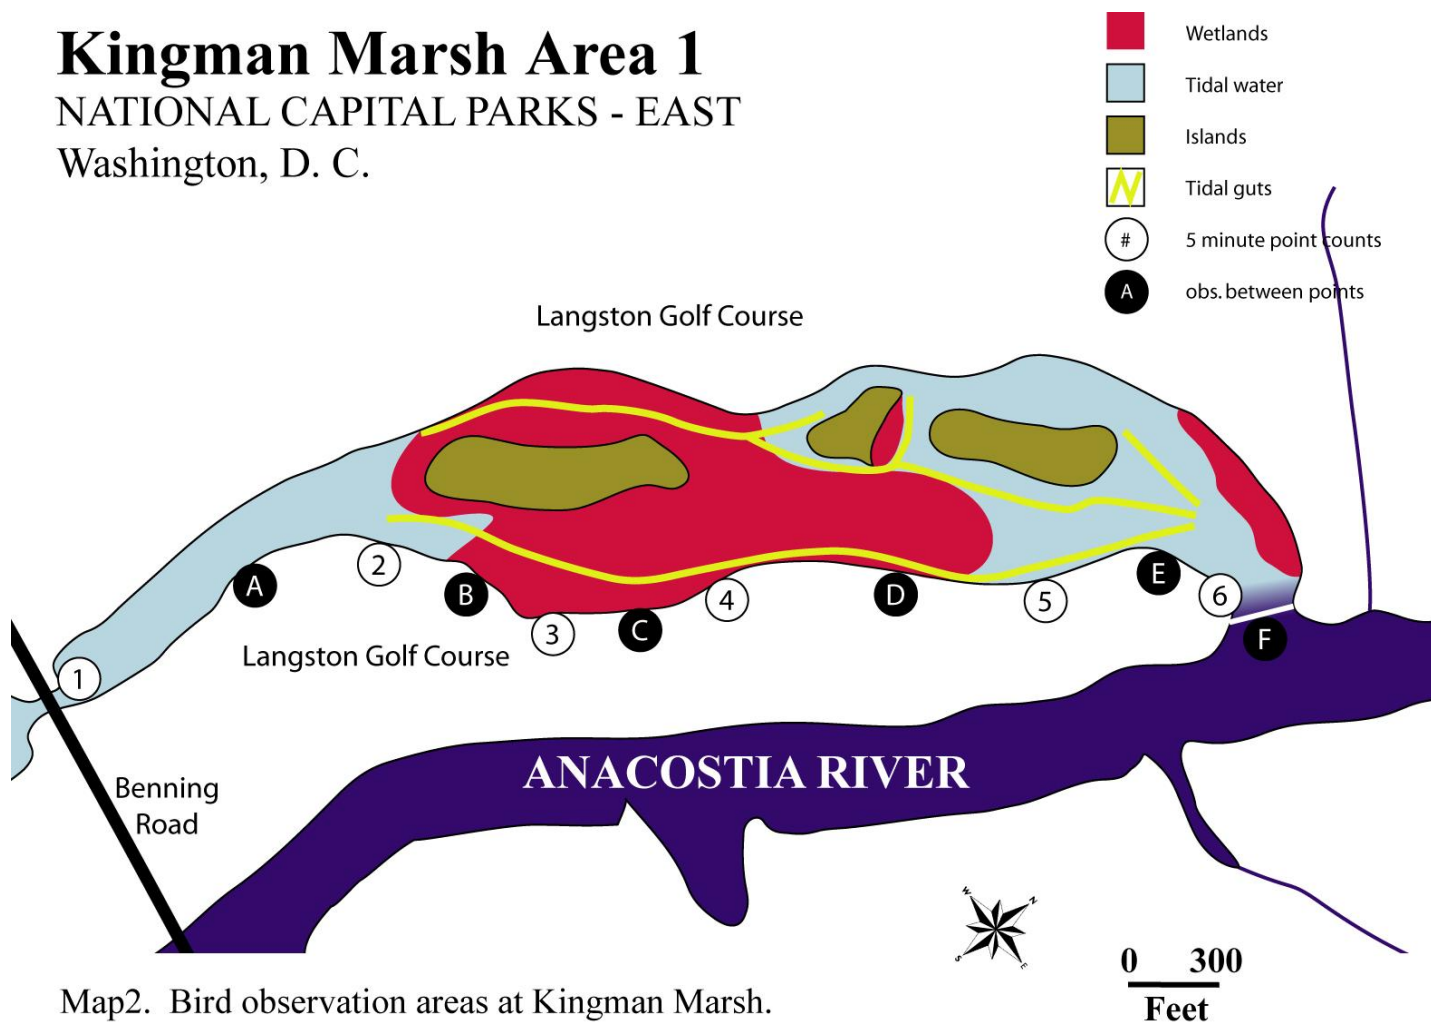 Kingman Marsh Area 1
NATIONAL CAPITAL PARKS - EAST
Washington, D. C.
Wetlands
Tidal water
Islands
Tidal guts
# 5 minute point counts
A obs. between points
Langston Golf Course
A
2
B
3
C
4
D
5
E
6
F
1
Langston Golf Course
Benning
Road
ANACOSTIA RIVER
W
N
S
E
0 300
Feet
Map2. Bird observation areas at Kingman Marsh.